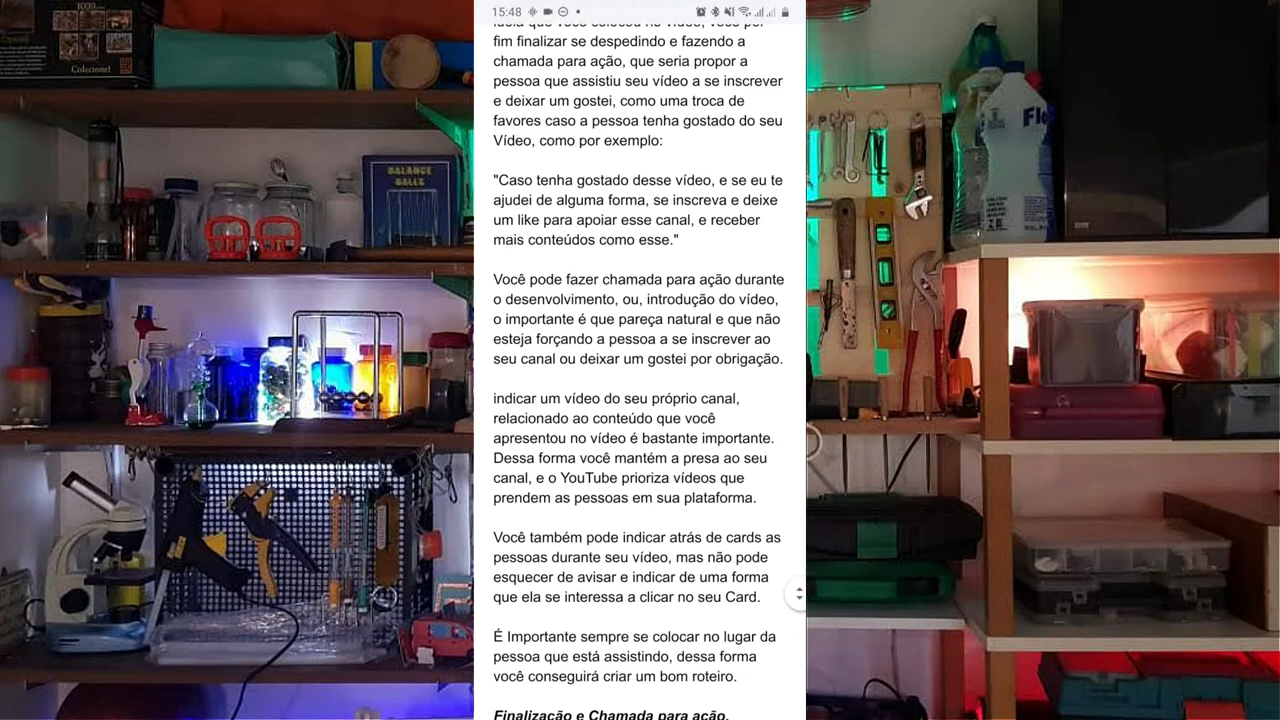 1000
Colecione!
BALANCE
BALLS
15:48
ideia que você colocou no vídeo, você por
fim finalizar se despedindo e fazendo a
chamada para ação, que seria propor a
pessoa que assistiu seu vídeo a se inscrever
e deixar um gostei, como uma troca de
favores caso a pessoa tenha gostado do seu
Vídeo, como por exemplo:
"Caso tenha gostado desse vídeo, e se eu te
ajudei de alguma forma, se inscreva e deixe
um like para apoiar esse canal, e receber
mais conteúdos como esse."
Você pode fazer chamada para ação durante
o desenvolvimento, ou, introdução do vídeo,
o importante é que pareça natural e que não
esteja forçando a pessoa a se inscrever ao
seu canal ou deixar um gostei por obrigação.
indicar um vídeo do seu próprio canal,
relacionado ao conteúdo que você
apresentou no vídeo é bastante importante.
Dessa forma você mantém a presa ao seu
canal, e o YouTube prioriza vídeos que
prendem as pessoas em sua plataforma.
Você também pode indicar atrás de cards as
pessoas durante seu vídeo, mas não pode
esquecer de avisar e indicar de uma forma
que ela se interessa a clicar no seu Card.
É Importante sempre se colocar no lugar da
pessoa que está assistindo, dessa forma
você conseguirá criar um bom roteiro.
Finalização e Chamada para ação.